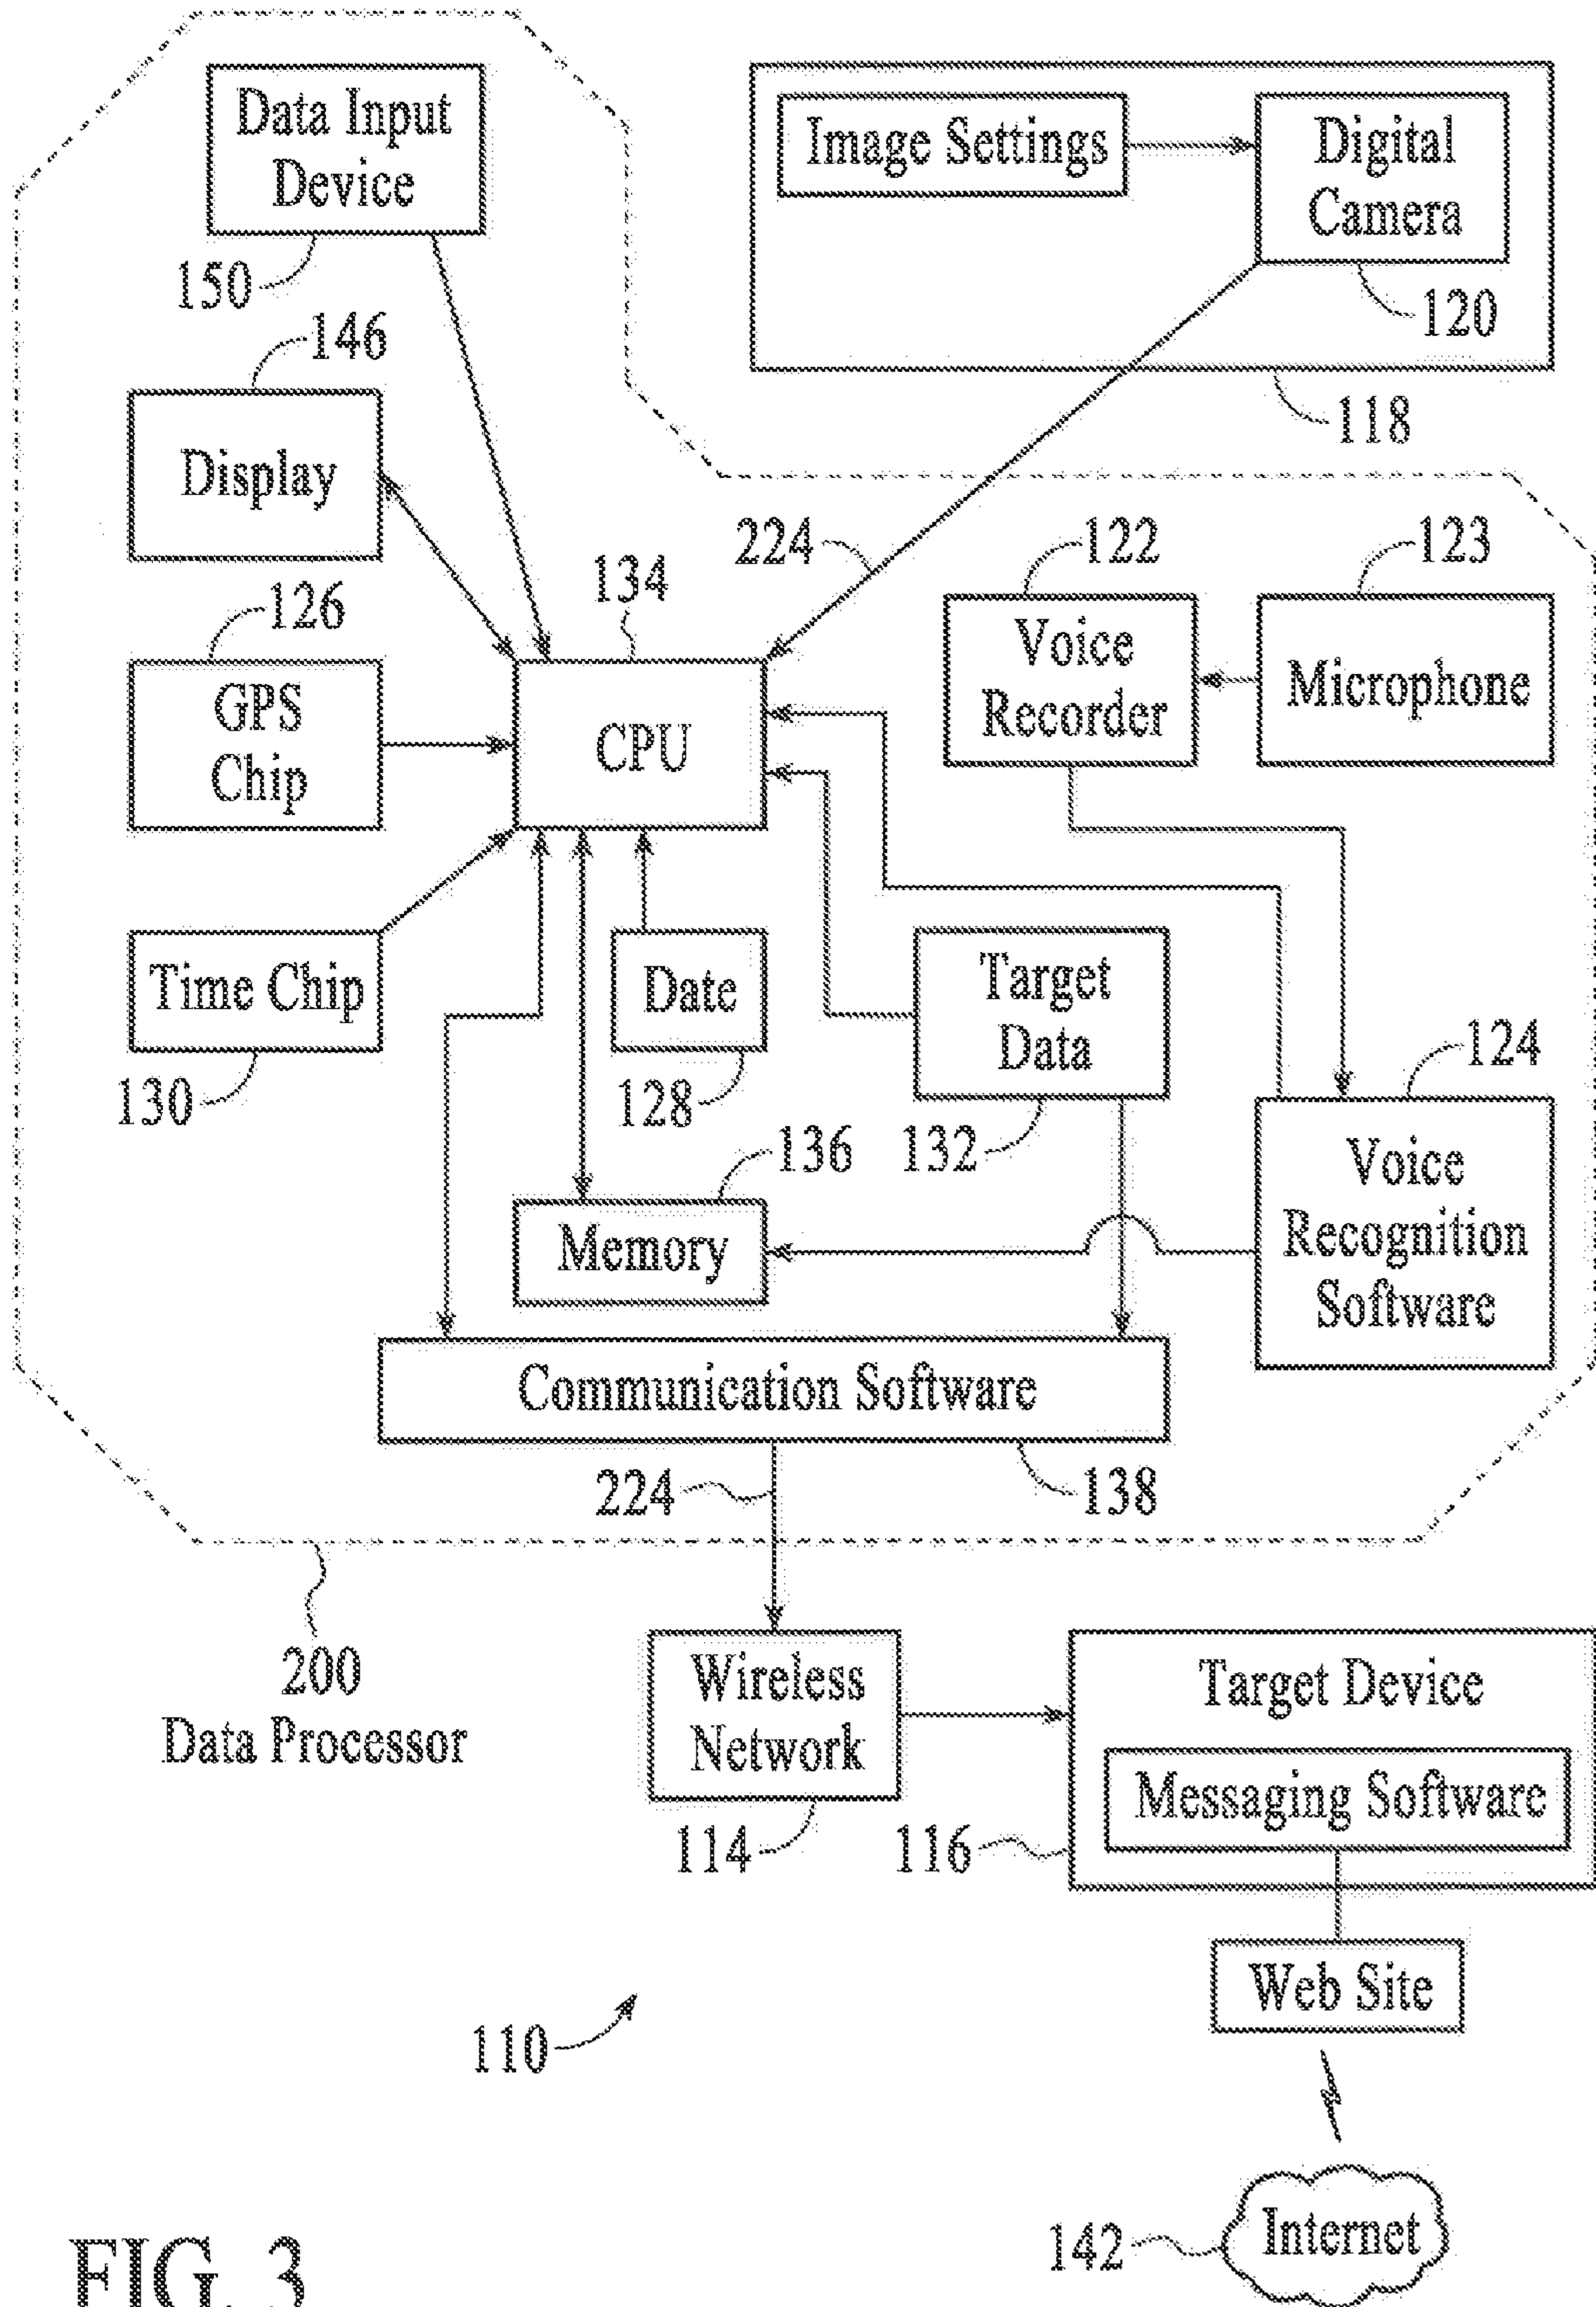 Data Input
Device
150
Image Settings
Digital
Camera
120
118
146
Display
224
122
123
134
126
GPS
Chip
CPU
Voice
Recorder
Microphone
Time Chip
130
Date
128
Target
Data
132
124
136
Memory
Voice
Recognition
Software
Communication Software
224
138
200
Data Processor
Wireless
Network
114
116
Target Device
Messaging Software
Web Site
110
142
Internet
FIG. 3